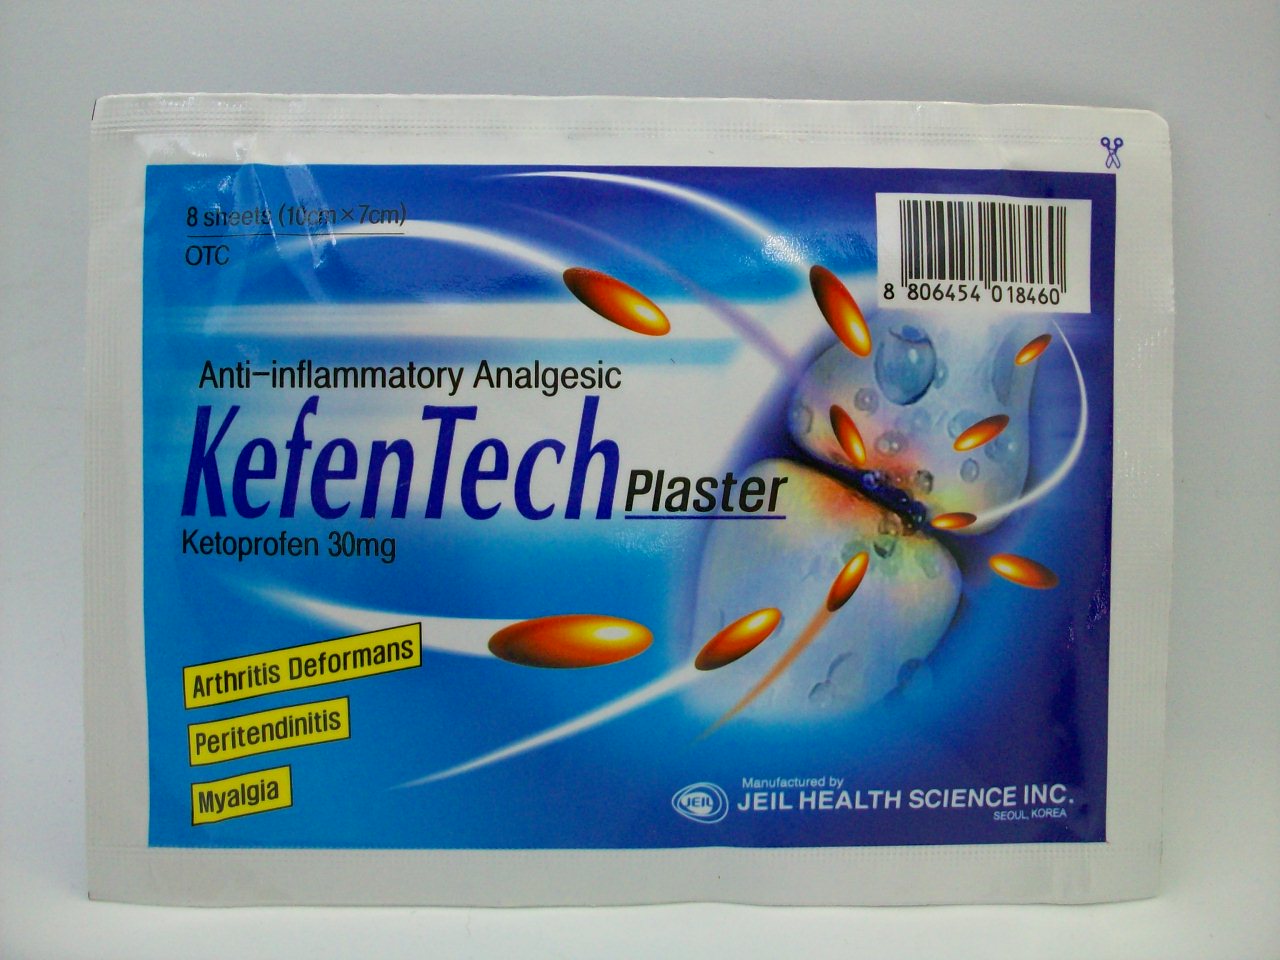 8 sheets (10cm×7cm)
OTC
8 806454 018460
Anti-inflammatory Analgesic
KefenTech Plaster
Ketoprofen 30mg
Arthritis Deformans
Peritendinitis
Myalgia
JEIL
Manufactured by
JEIL HEALTH SCIENCE INC.
SEOUL, KOREA